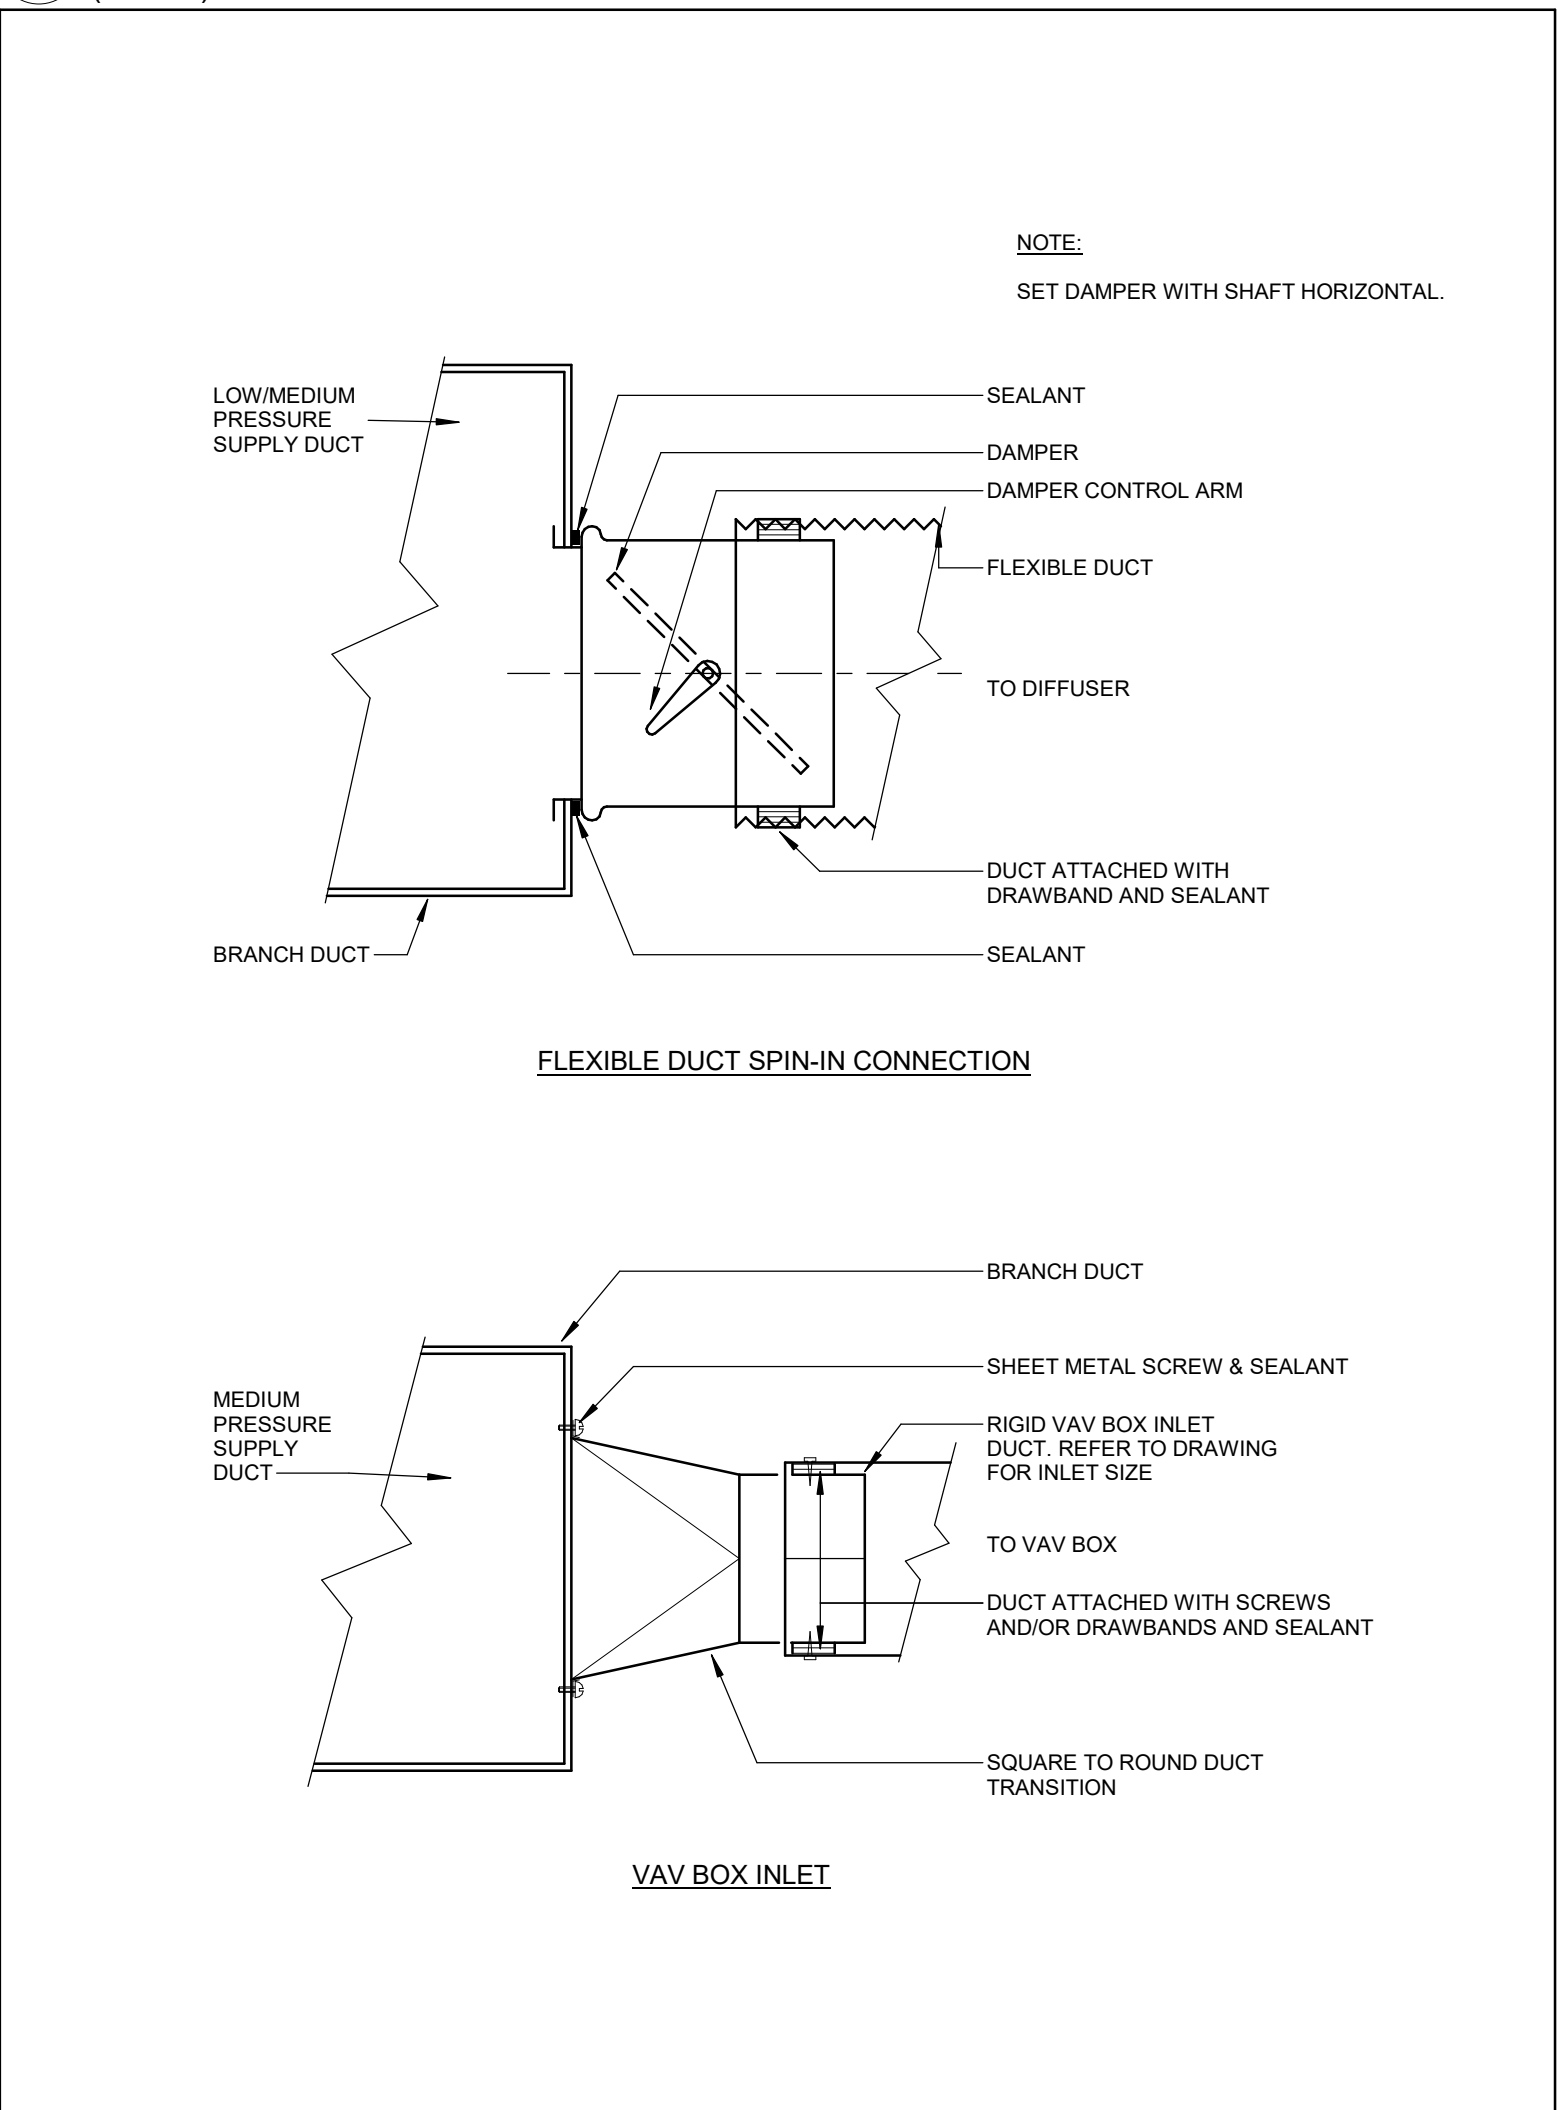 NOTE:
SET DAMPER WITH SHAFT HORIZONTAL.
LOW/MEDIUM
PRESSURE
SUPPLY DUCT
SEALANT
DAMPER
DAMPER CONTROL ARM
FLEXIBLE DUCT
TO DIFFUSER
DUCT ATTACHED WITH
DRAWBAND AND SEALANT
BRANCH DUCT
SEALANT
FLEXIBLE DUCT SPIN-IN CONNECTION
BRANCH DUCT
SHEET METAL SCREW & SEALANT
MEDIUM
PRESSURE
SUPPLY
DUCT
RIGID VAV BOX INLET
DUCT. REFER TO DRAWING
FOR INLET SIZE
TO VAV BOX
DUCT ATTACHED WITH SCREWS
AND/OR DRAWBANDS AND SEALANT
SQUARE TO ROUND DUCT
TRANSITION
VAV BOX INLET